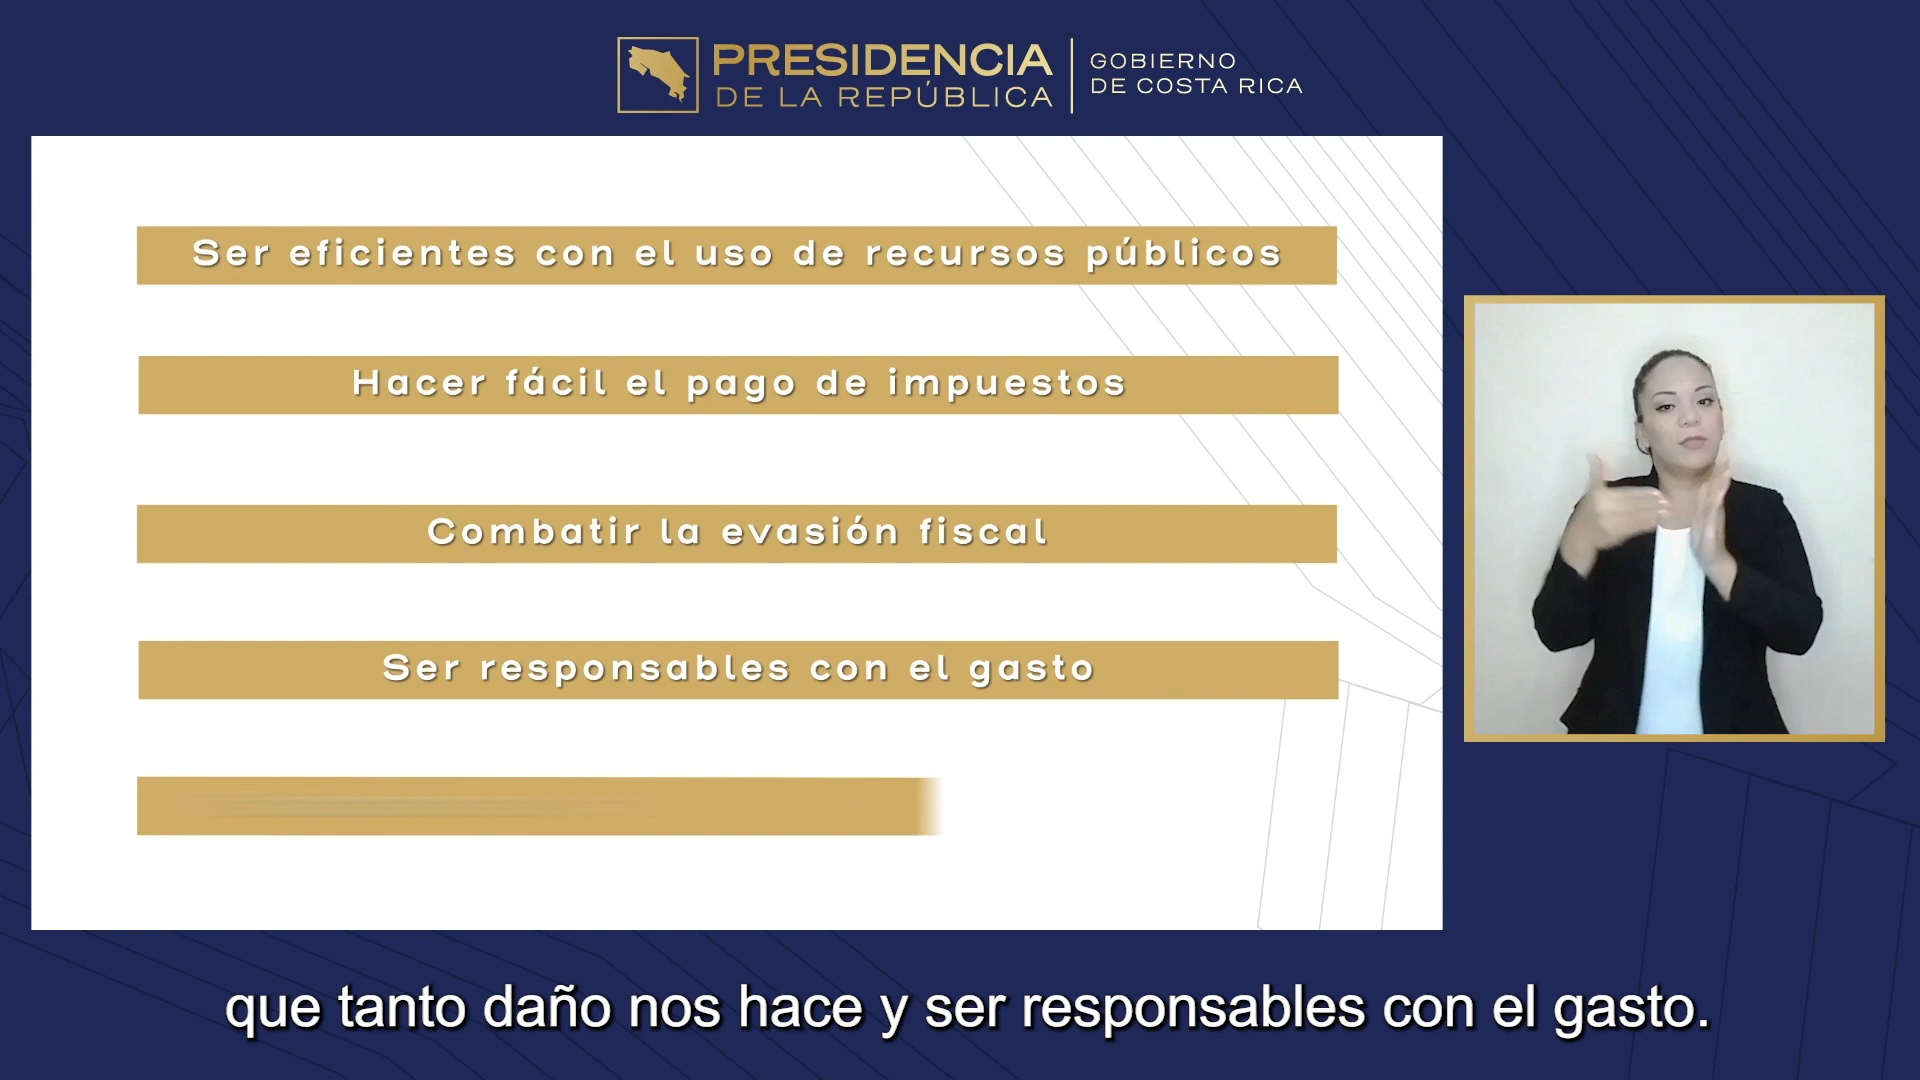 PRESIDENCIA
DE LA REPÚBLICA
GOBIERNO
DE COSTA RICA
Ser eficientes con el uso de recursos públicos
Hacer fácil el pago de impuestos
Combatir la evasión fiscal
Ser responsables con el gasto
que tanto daño nos hace y ser responsables con el gasto.